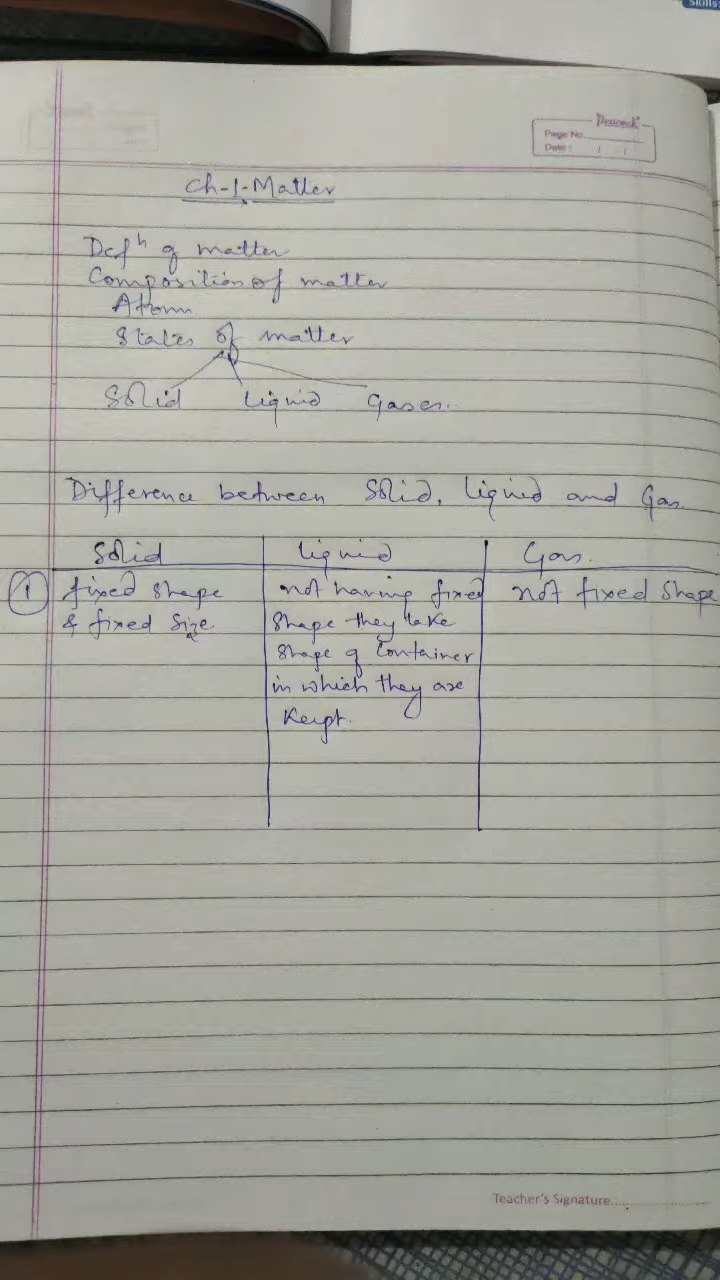 Skills
Peacock
Page No.
Date : / /
Ch-1-Matter
Defn of matter
Composition of matter
Atom
States of matter
Solid Liquid Gases.
Difference between Solid, Liquid and Gas.
Solid Liquid Gas.
① fixed shape not having fixed not fixed shape
& fixed size. shape they take
shape of container
in which they are
kept.
Teacher's Signature.....